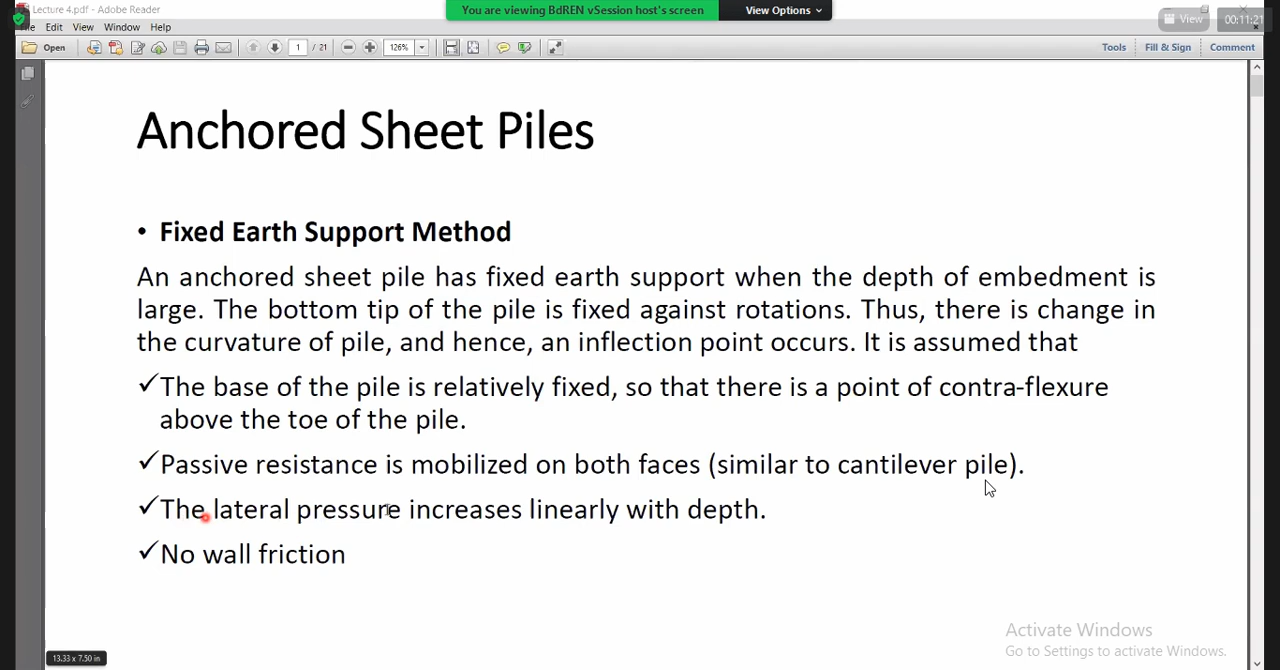 You are viewing BdREN vSession host's screen View Options
Lecture 4.pdf - Adobe Reader
File Edit View Window Help
View 00:11:21
Open 1 / 21 126% Tools Fill & Sign Comment
Anchored Sheet Piles
• Fixed Earth Support Method
An anchored sheet pile has fixed earth support when the depth of embedment is
large. The bottom tip of the pile is fixed against rotations. Thus, there is change in
the curvature of pile, and hence, an inflection point occurs. It is assumed that
✓The base of the pile is relatively fixed, so that there is a point of contra-flexure
above the toe of the pile.
✓Passive resistance is mobilized on both faces (similar to cantilever pile).
✓The lateral pressure increases linearly with depth.
✓No wall friction
Activate Windows
Go to Settings to activate Windows.
13.33 x 7.50 in